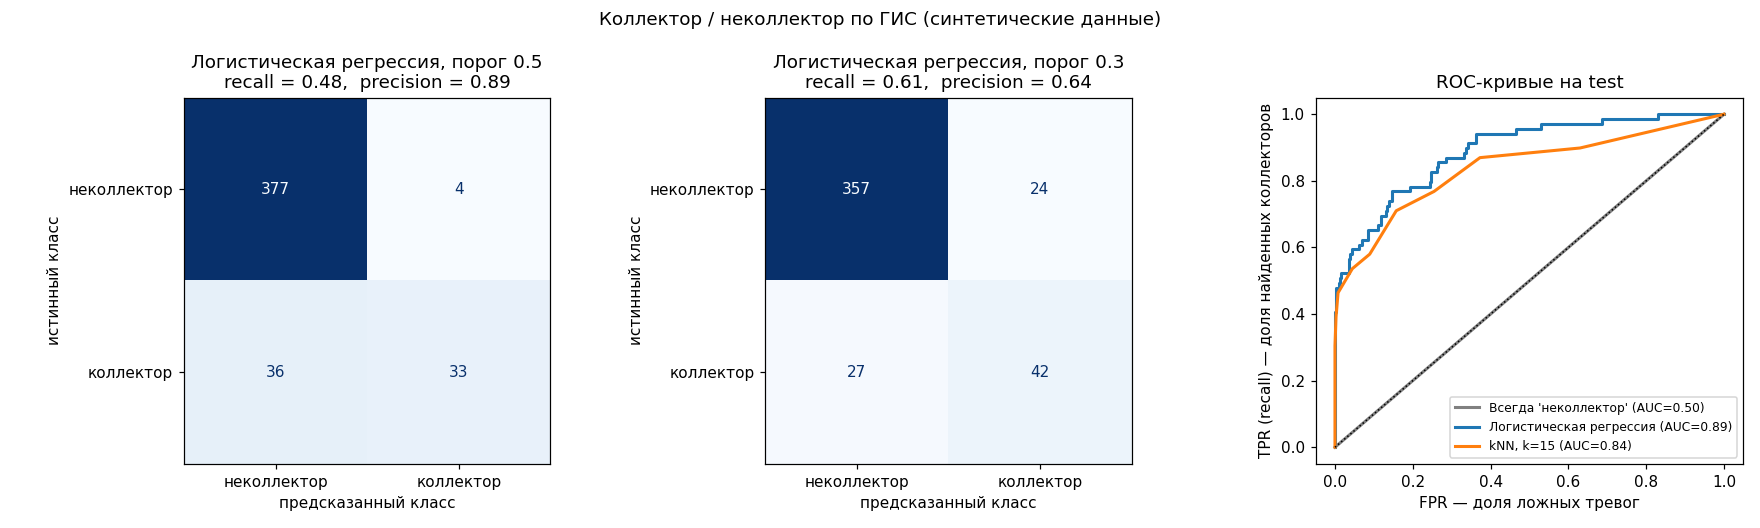 Коллектор / неколлектор по ГИС (синтетические данные)
Логистическая регрессия, порог 0.5
recall = 0.48, precision = 0.89
истинный класс
неколлектор
коллектор
377
4
36
33
неколлектор
коллектор
предсказанный класс
Логистическая регрессия, порог 0.3
recall = 0.61, precision = 0.64
истинный класс
неколлектор
коллектор
357
24
27
42
неколлектор
коллектор
предсказанный класс
ROC-кривые на test
TPR (recall) — доля найденных коллекторов
1.0
0.8
0.6
0.4
0.2
0.0
Всегда 'неколлектор' (AUC=0.50)
Логистическая регрессия (AUC=0.89)
kNN, k=15 (AUC=0.84)
0.0
0.2
0.4
0.6
0.8
1.0
FPR — доля ложных тревог